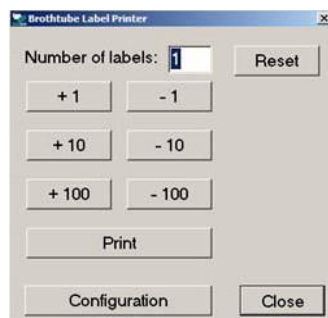 Brothtube Label Printer
Number of labels: 1 Reset
+ 1 - 1
+ 10 - 10
+ 100 - 100
Print
Configuration Close